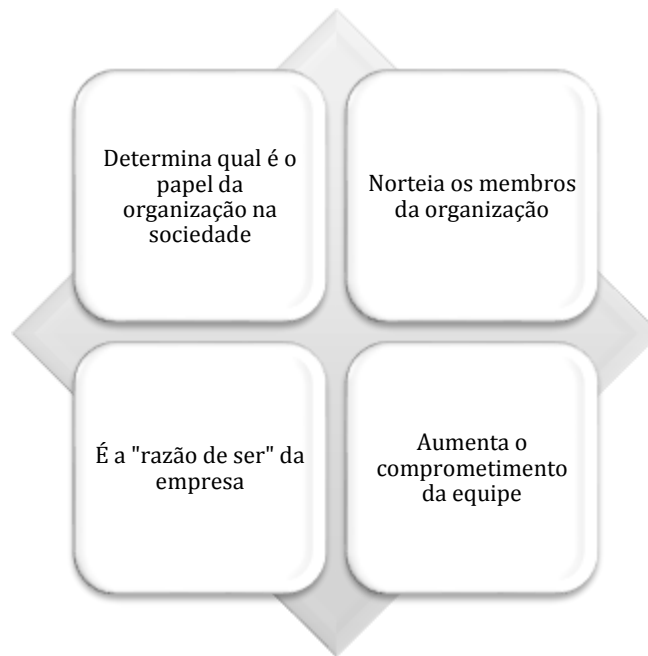 Determina qual é o
papel da
organização na
sociedade
Norteia os membros
da organização
É a "razão de ser" da
empresa
Aumenta o
comprometimento
da equipe